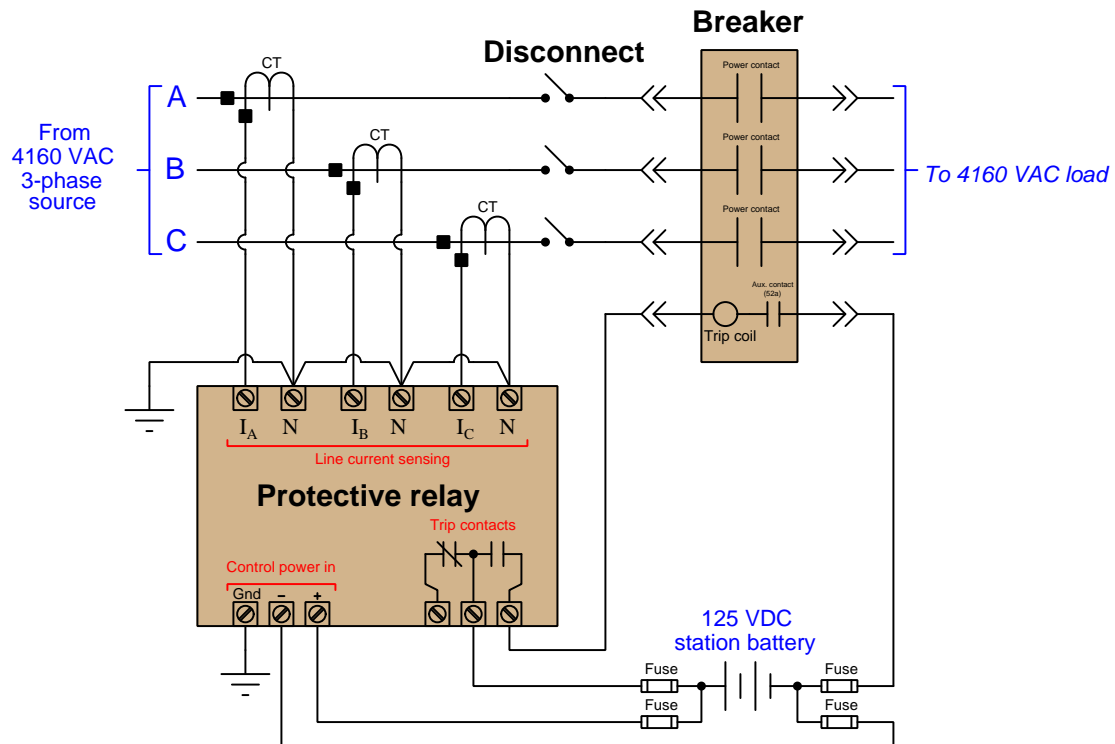 Breaker
Disconnect
CT
Power contact
A
From
4160 VAC
3-phase
source
CT
Power contact
B
To 4160 VAC load
CT
Power contact
C
Aux. contact
(52a)
Trip coil
IA N IB N IC N
Line current sensing
Protective relay
Trip contacts
Control power in
Gnd − +
125 VDC
station battery
Fuse Fuse
Fuse Fuse